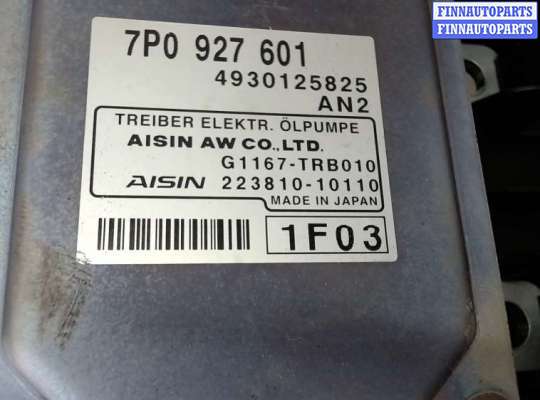 FINNAUTOPARTS
FINNAUTOPARTS
7P0 927 601
4930125825
AN2
TREIBER ELEKTR. ÖLPUMPE
AISIN AW CO.,LTD.
G1167-TRB010
AISIN 223810-10110
MADE IN JAPAN
1F03